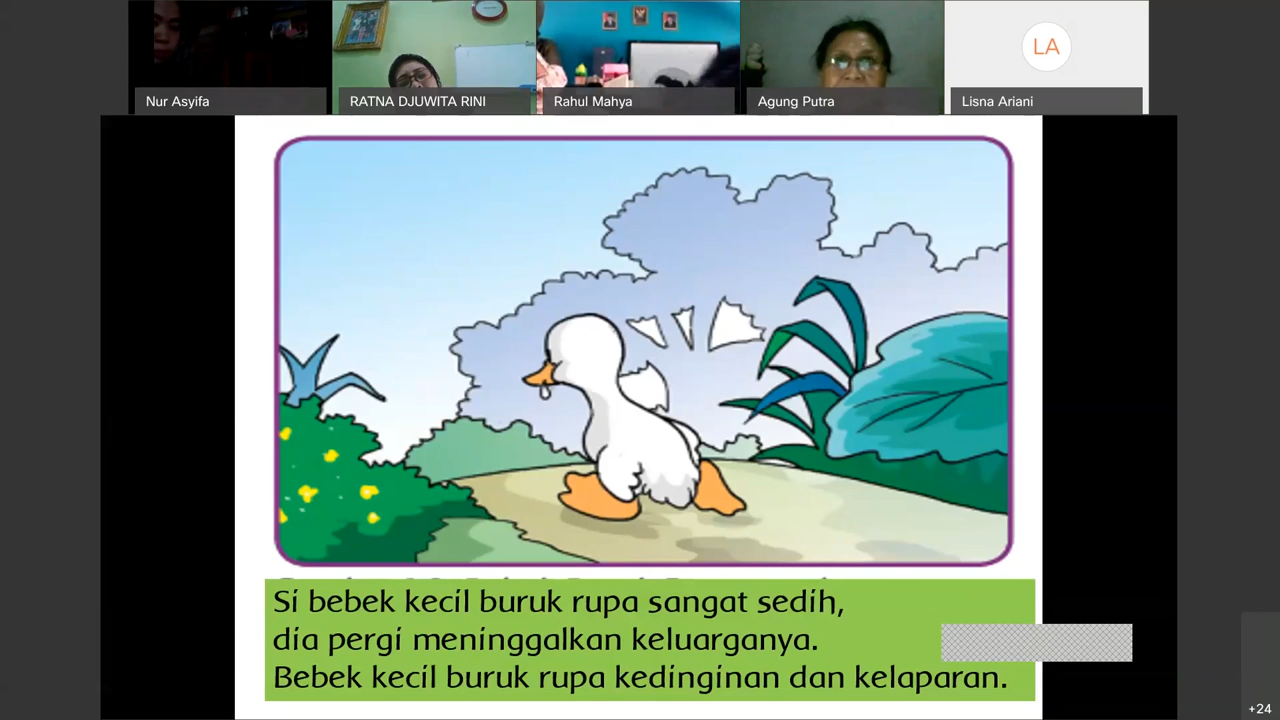 Nur Asyifa
RATNA DJUWITA RINI
Rahul Mahya
Agung Putra
LA
Lisna Ariani
Si bebek kecil buruk rupa sangat sedih,
dia pergi meninggalkan keluarganya.
Bebek kecil buruk rupa kedinginan dan kelaparan.
+24